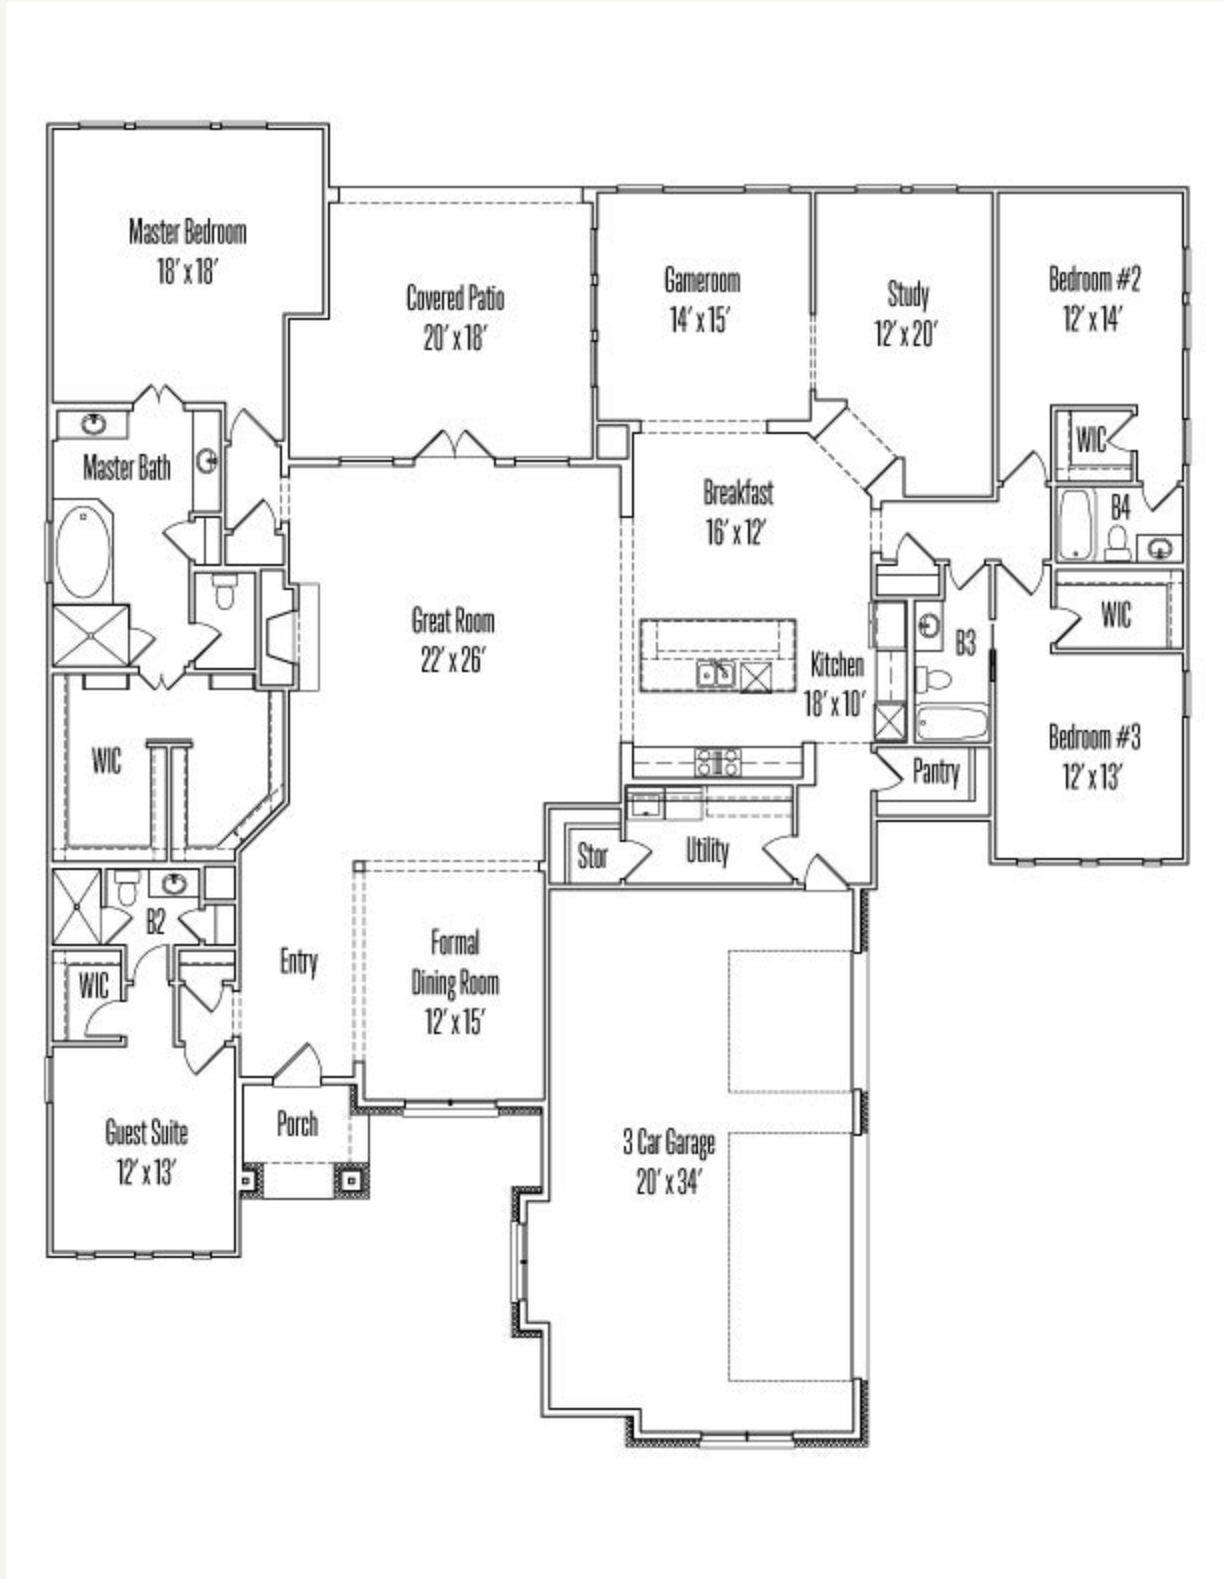 Master Bedroom
18' x 18'
Covered Patio
20' x 18'
Gameroom
14' x 15'
Study
12' x 20'
Bedroom #2
12' x 14'
WIC
Master Bath
Breakfast
16' x 12'
B4
Great Room
22' x 26'
Kitchen
18' x 10'
B3
WIC
WIC
Pantry
Bedroom #3
12' x 13'
Stor
Utility
B2
WIC
Entry
Formal
Dining Room
12' x 15'
Guest Suite
12' x 13'
Porch
3 Car Garage
20' x 34'